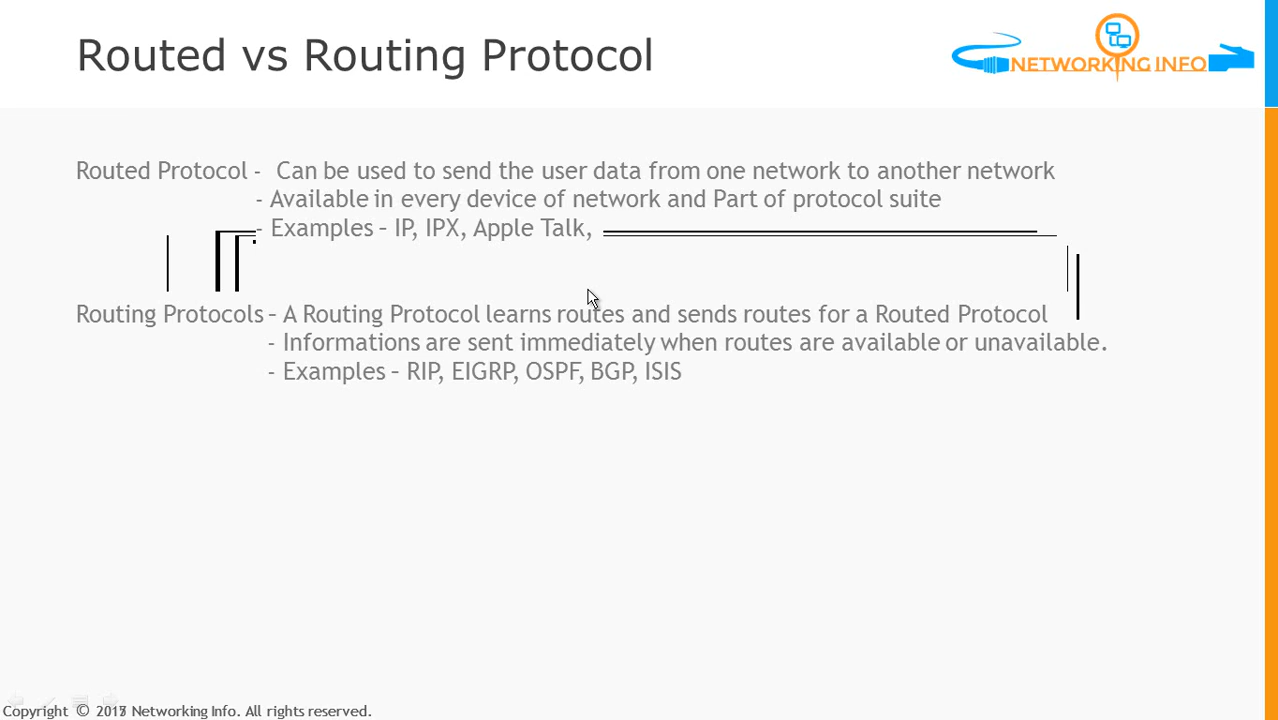 Routed vs Routing Protocol
NETWORKING INFO
Routed Protocol - Can be used to send the user data from one network to another network
- Available in every device of network and Part of protocol suite
- Examples – IP, IPX, Apple Talk,
Routing Protocols – A Routing Protocol learns routes and sends routes for a Routed Protocol
- Informations are sent immediately when routes are available or unavailable.
- Examples – RIP, EIGRP, OSPF, BGP, ISIS
Copyright © Networking Info. All rights reserved.